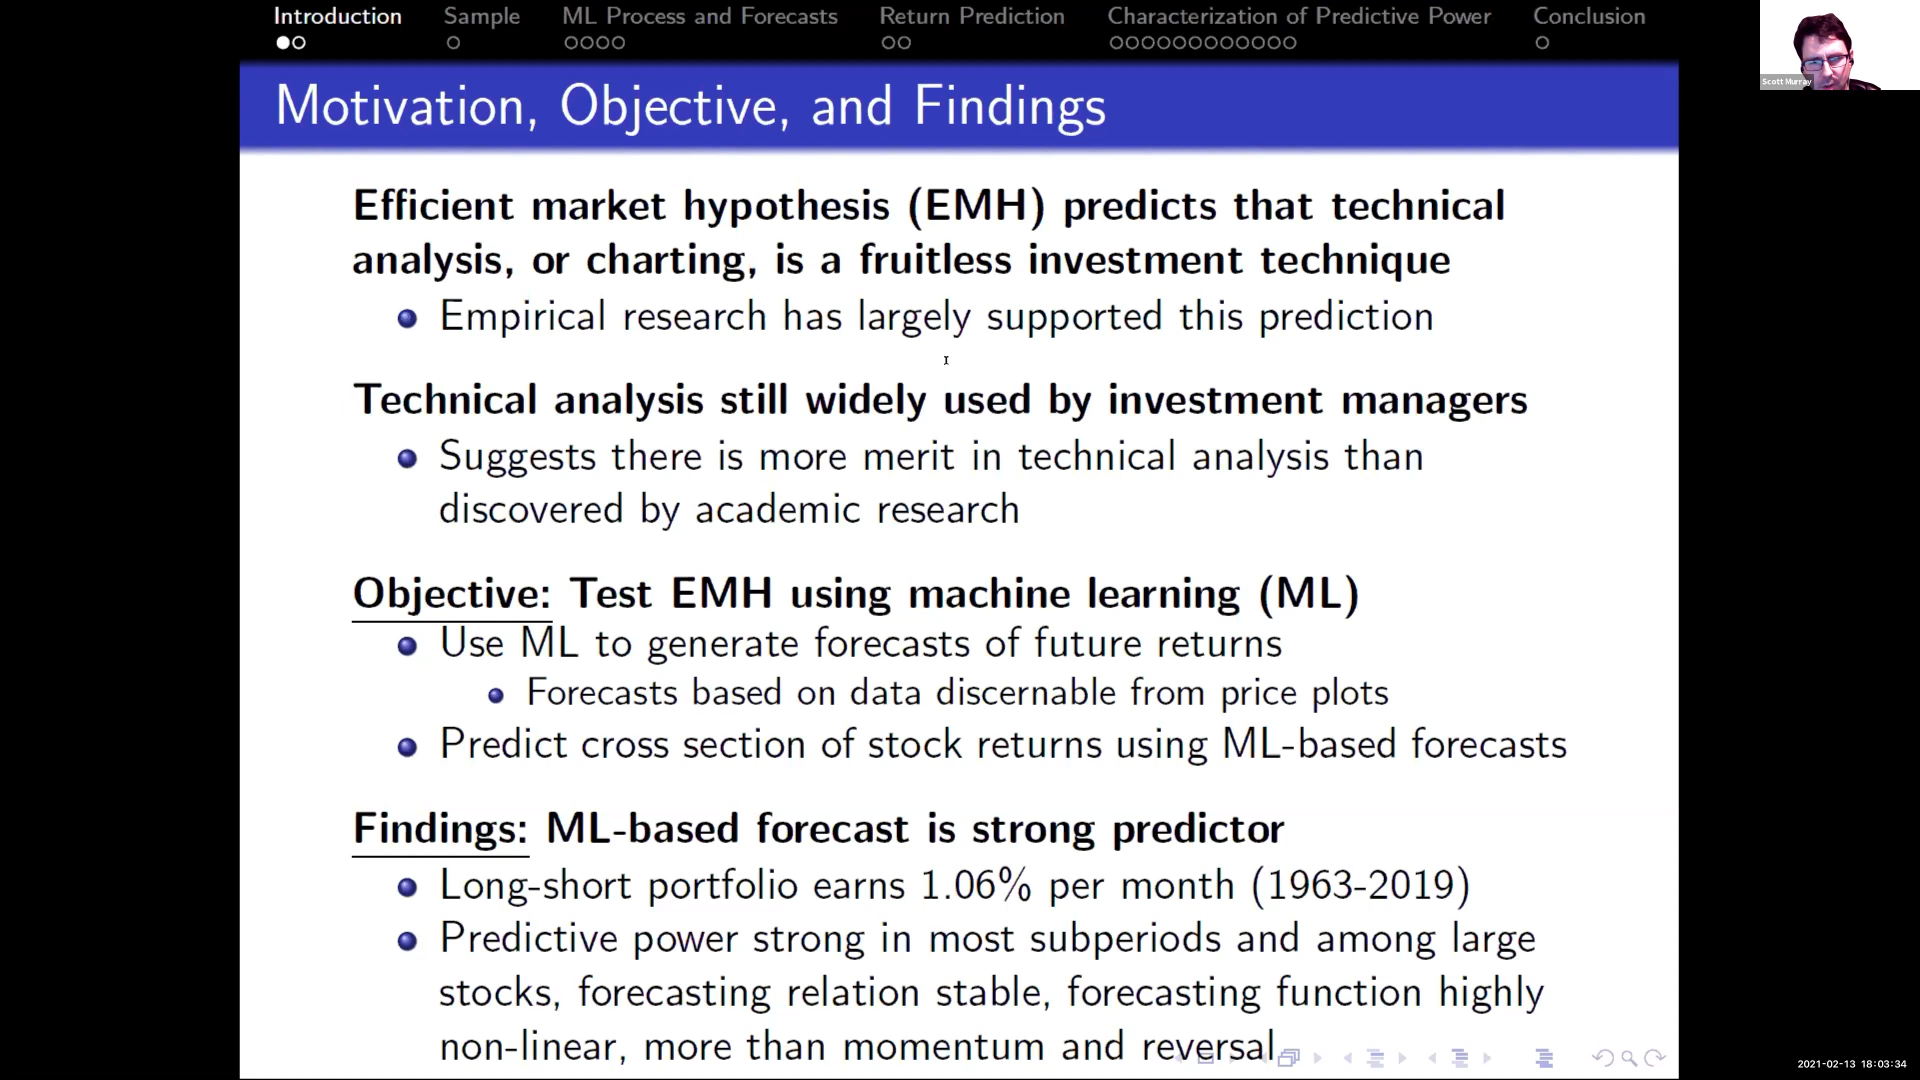 Introduction Sample ML Process and Forecasts Return Prediction Characterization of Predictive Power Conclusion
Scott Murray
Motivation, Objective, and Findings
Efficient market hypothesis (EMH) predicts that technical
analysis, or charting, is a fruitless investment technique
Empirical research has largely supported this prediction
Technical analysis still widely used by investment managers
Suggests there is more merit in technical analysis than
discovered by academic research
Objective: Test EMH using machine learning (ML)
Use ML to generate forecasts of future returns
Forecasts based on data discernable from price plots
Predict cross section of stock returns using ML-based forecasts
Findings: ML-based forecast is strong predictor
Long-short portfolio earns 1.06% per month (1963-2019)
Predictive power strong in most subperiods and among large
stocks, forecasting relation stable, forecasting function highly
non-linear, more than momentum and reversal
2021-02-13 18:03:34